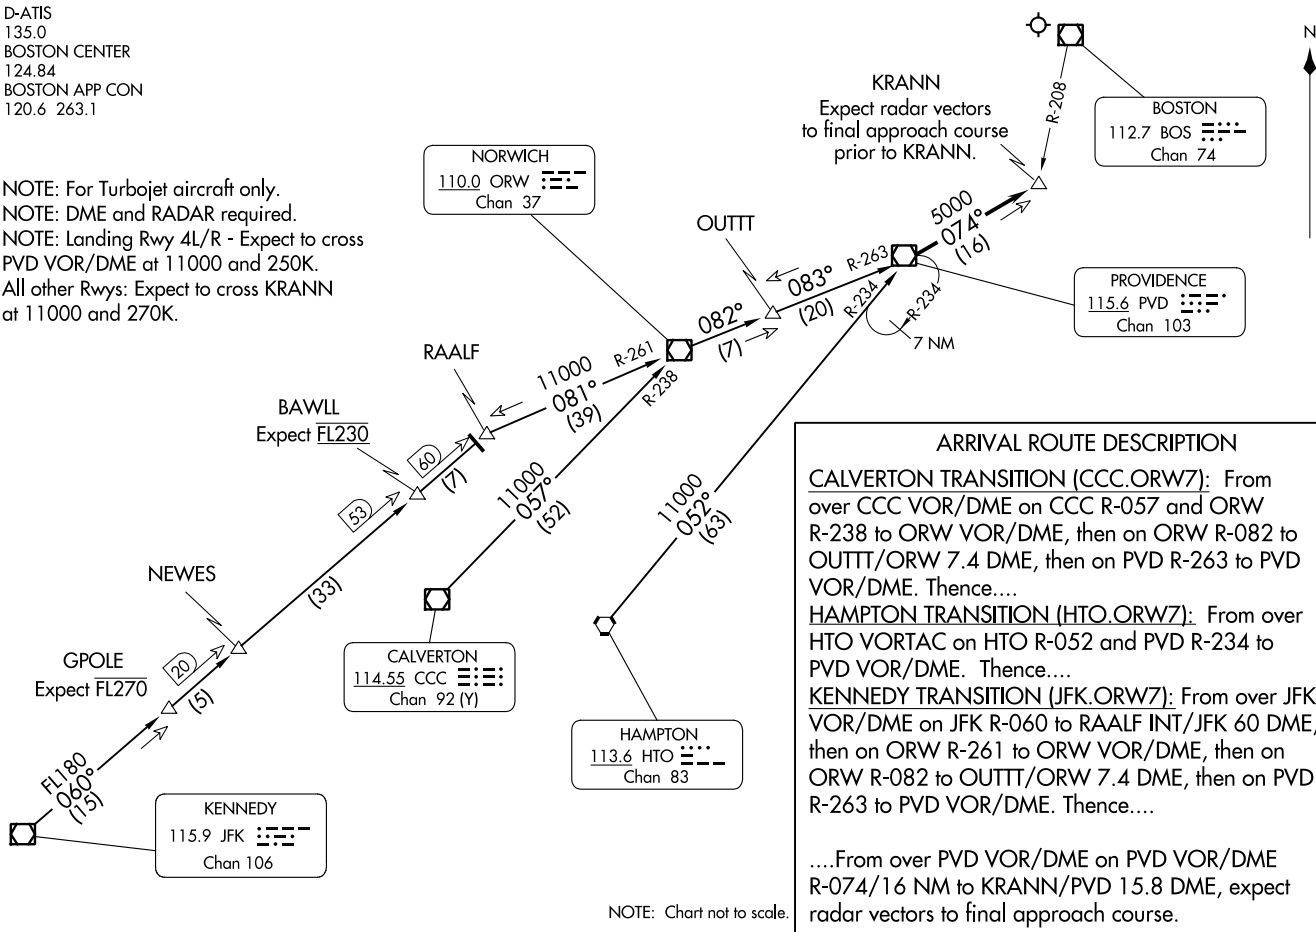 D-ATIS
135.0
BOSTON CENTER
124.84
BOSTON APP CON
120.6 263.1
NOTE: For Turbojet aircraft only.
NOTE: DME and RADAR required.
NOTE: Landing Rwy 4L/R - Expect to cross
PVD VOR/DME at 11000 and 250K.
All other Rwys: Expect to cross KRANN
at 11000 and 270K.
N
KRANN
Expect radar vectors
to final approach course
prior to KRANN.
R-208
BOSTON
112.7 BOS
Chan 74
NORWICH
110.0 ORW
Chan 37
OUTTT
5000
074°
(16)
R-263
083°
(20)
R-234
R-234
7 NM
PROVIDENCE
115.6 PVD
Chan 103
082°
(7)
RAALF
11000
R-261
081°
(39)
R-238
BAWLL
Expect FL230
60
(7)
53
11000
057°
(52)
11000
052°
(63)
NEWES
(33)
GPOLE
Expect FL270
20
(5)
CALVERTON
114.55 CCC
Chan 92 (Y)
HAMPTON
113.6 HTO
Chan 83
FL180
060°
(15)
KENNEDY
115.9 JFK
Chan 106
NOTE: Chart not to scale.
ARRIVAL ROUTE DESCRIPTION
CALVERTON TRANSITION (CCC.ORW7): From
over CCC VOR/DME on CCC R-057 and ORW
R-238 to ORW VOR/DME, then on ORW R-082 to
OUTTT/ORW 7.4 DME, then on PVD R-263 to PVD
VOR/DME. Thence....
HAMPTON TRANSITION (HTO.ORW7): From over
HTO VORTAC on HTO R-052 and PVD R-234 to
PVD VOR/DME. Thence....
KENNEDY TRANSITION (JFK.ORW7): From over JFK
VOR/DME on JFK R-060 to RAALF INT/JFK 60 DME,
then on ORW R-261 to ORW VOR/DME, then on
ORW R-082 to OUTTT/ORW 7.4 DME, then on PVD
R-263 to PVD VOR/DME. Thence....
....From over PVD VOR/DME on PVD VOR/DME
R-074/16 NM to KRANN/PVD 15.8 DME, expect
radar vectors to final approach course.